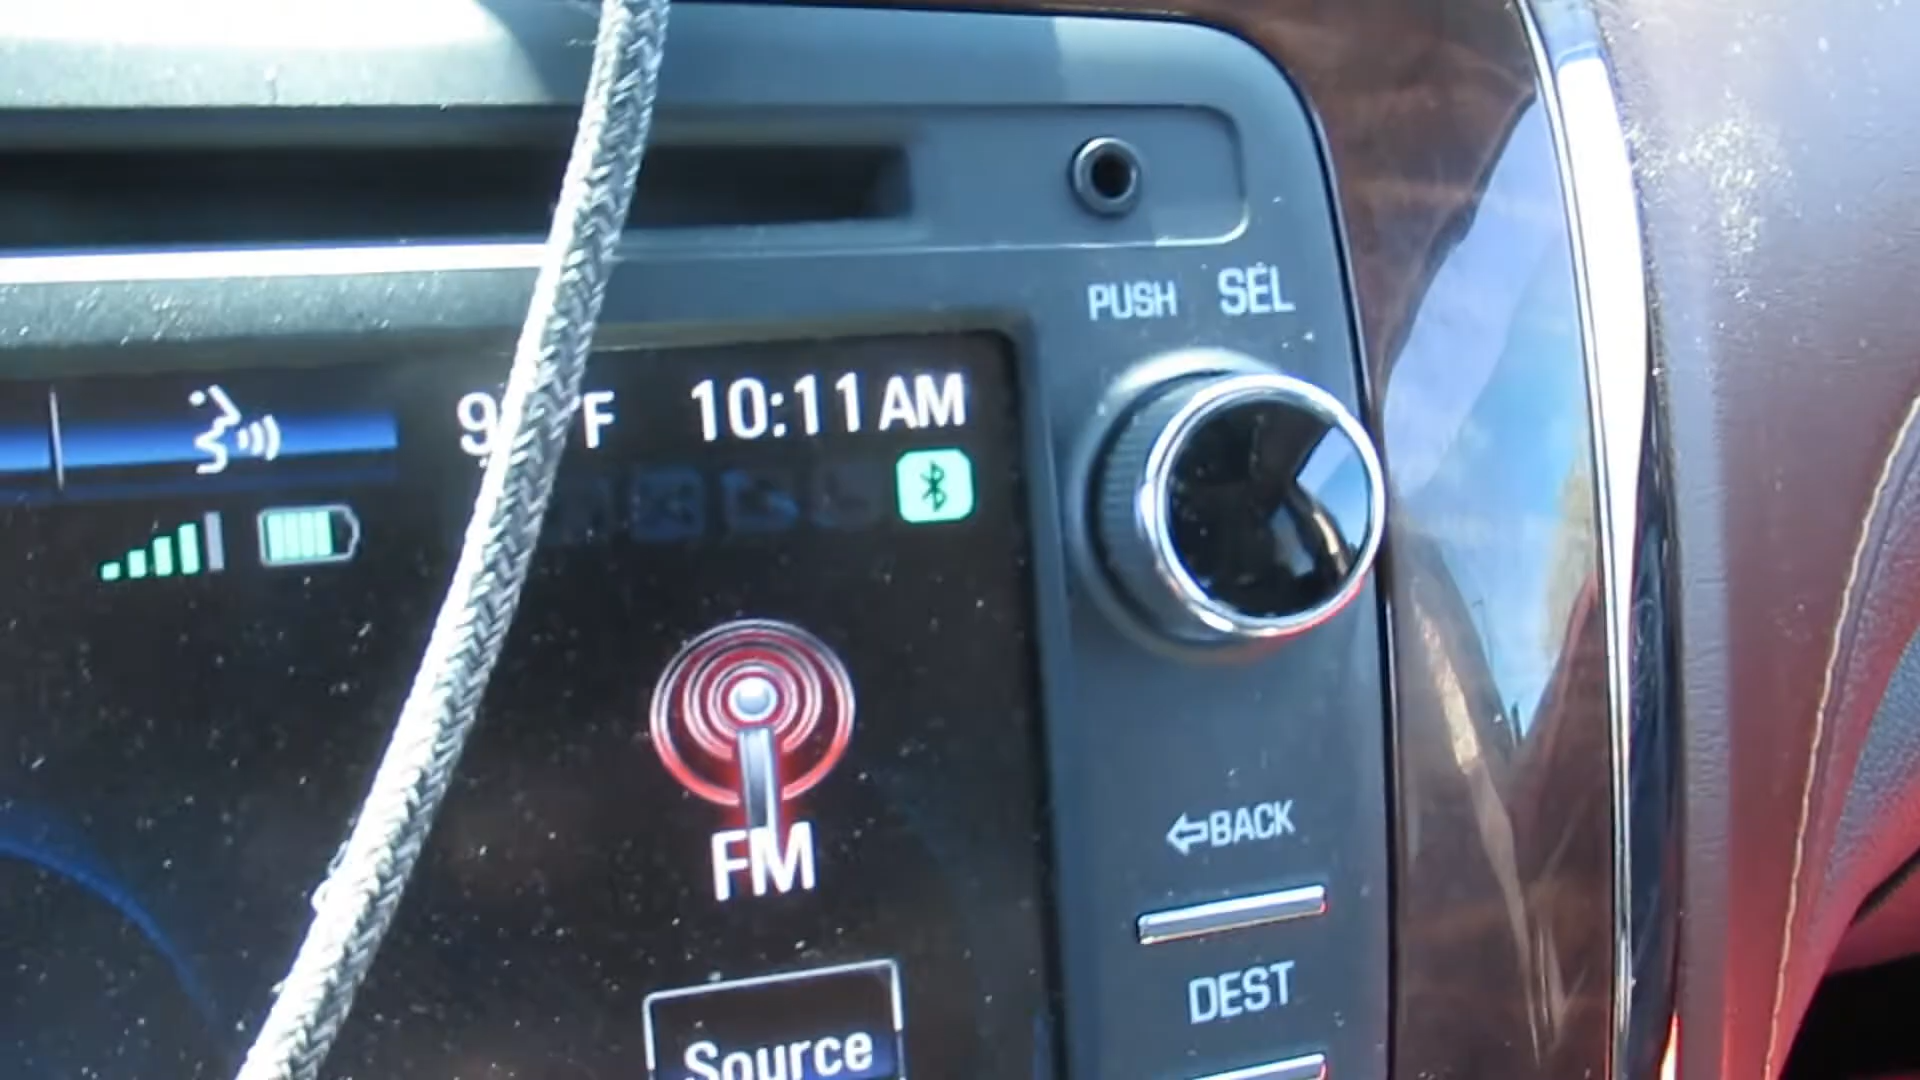 PUSH SEL
10:11 AM
FM
BACK
DEST
Source